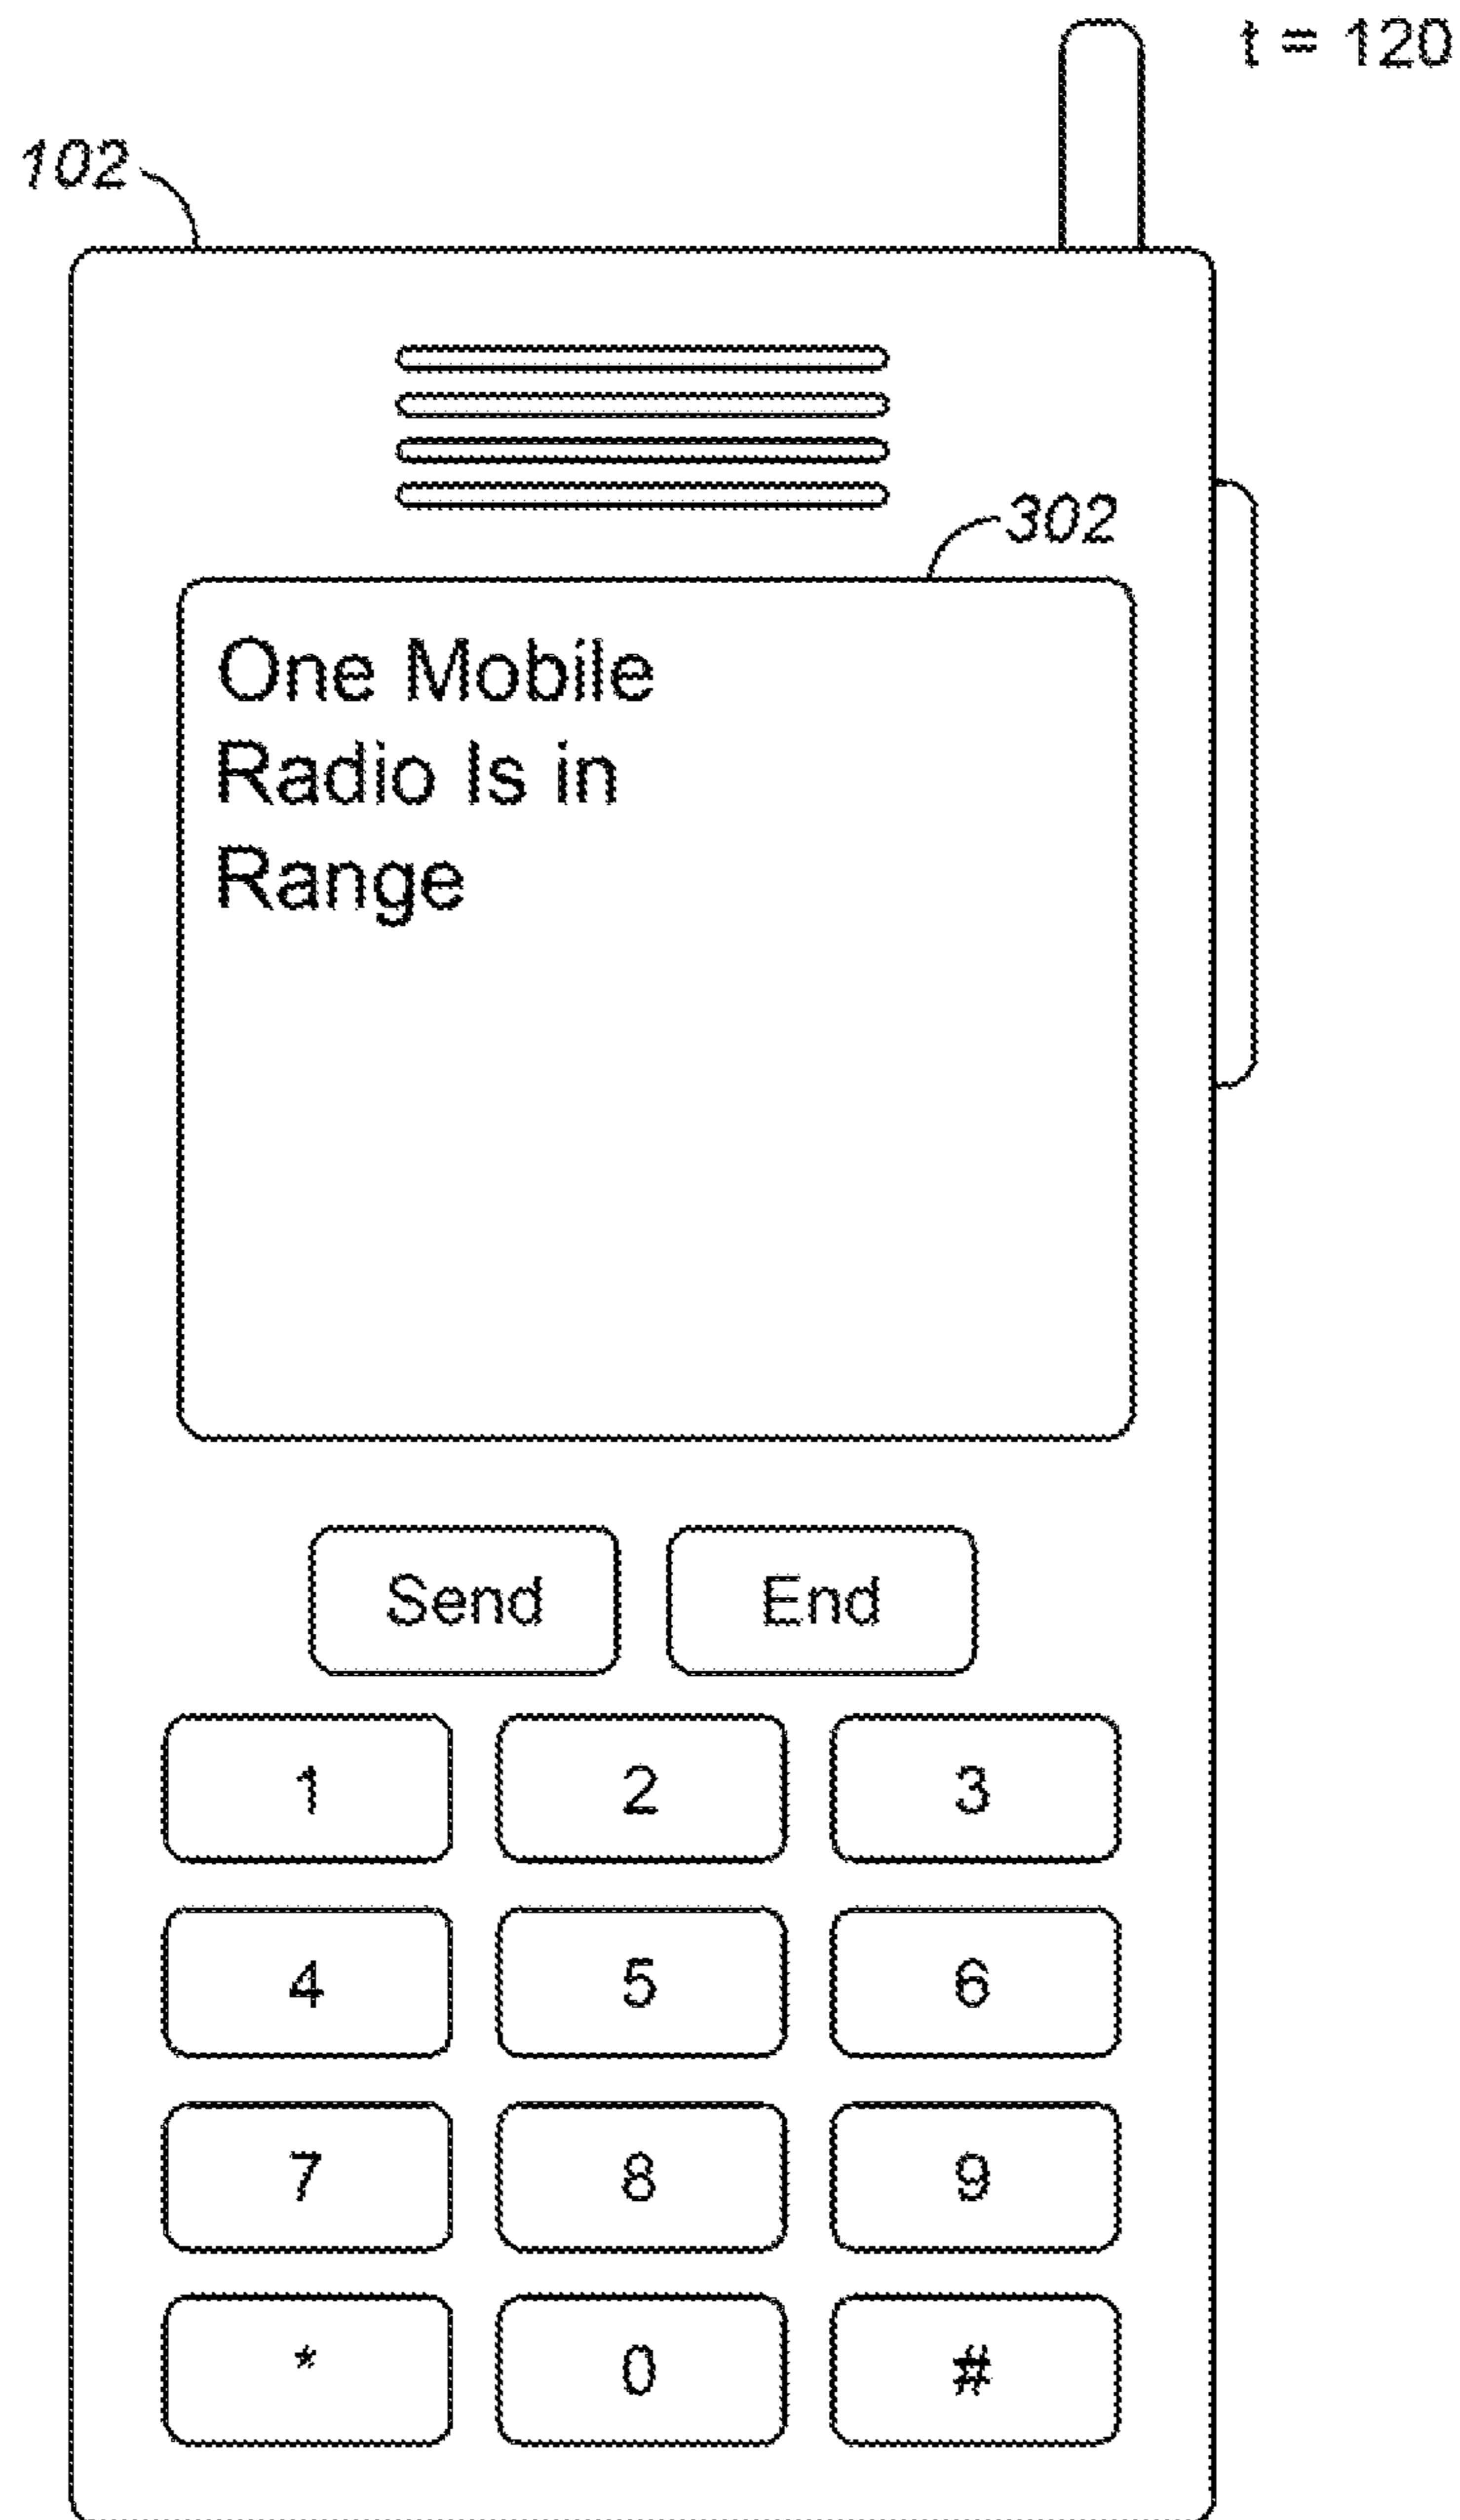 t = 120
102
302
One Mobile
Radio Is in
Range
Send End
1 2 3
4 5 6
7 8 9
* 0 #